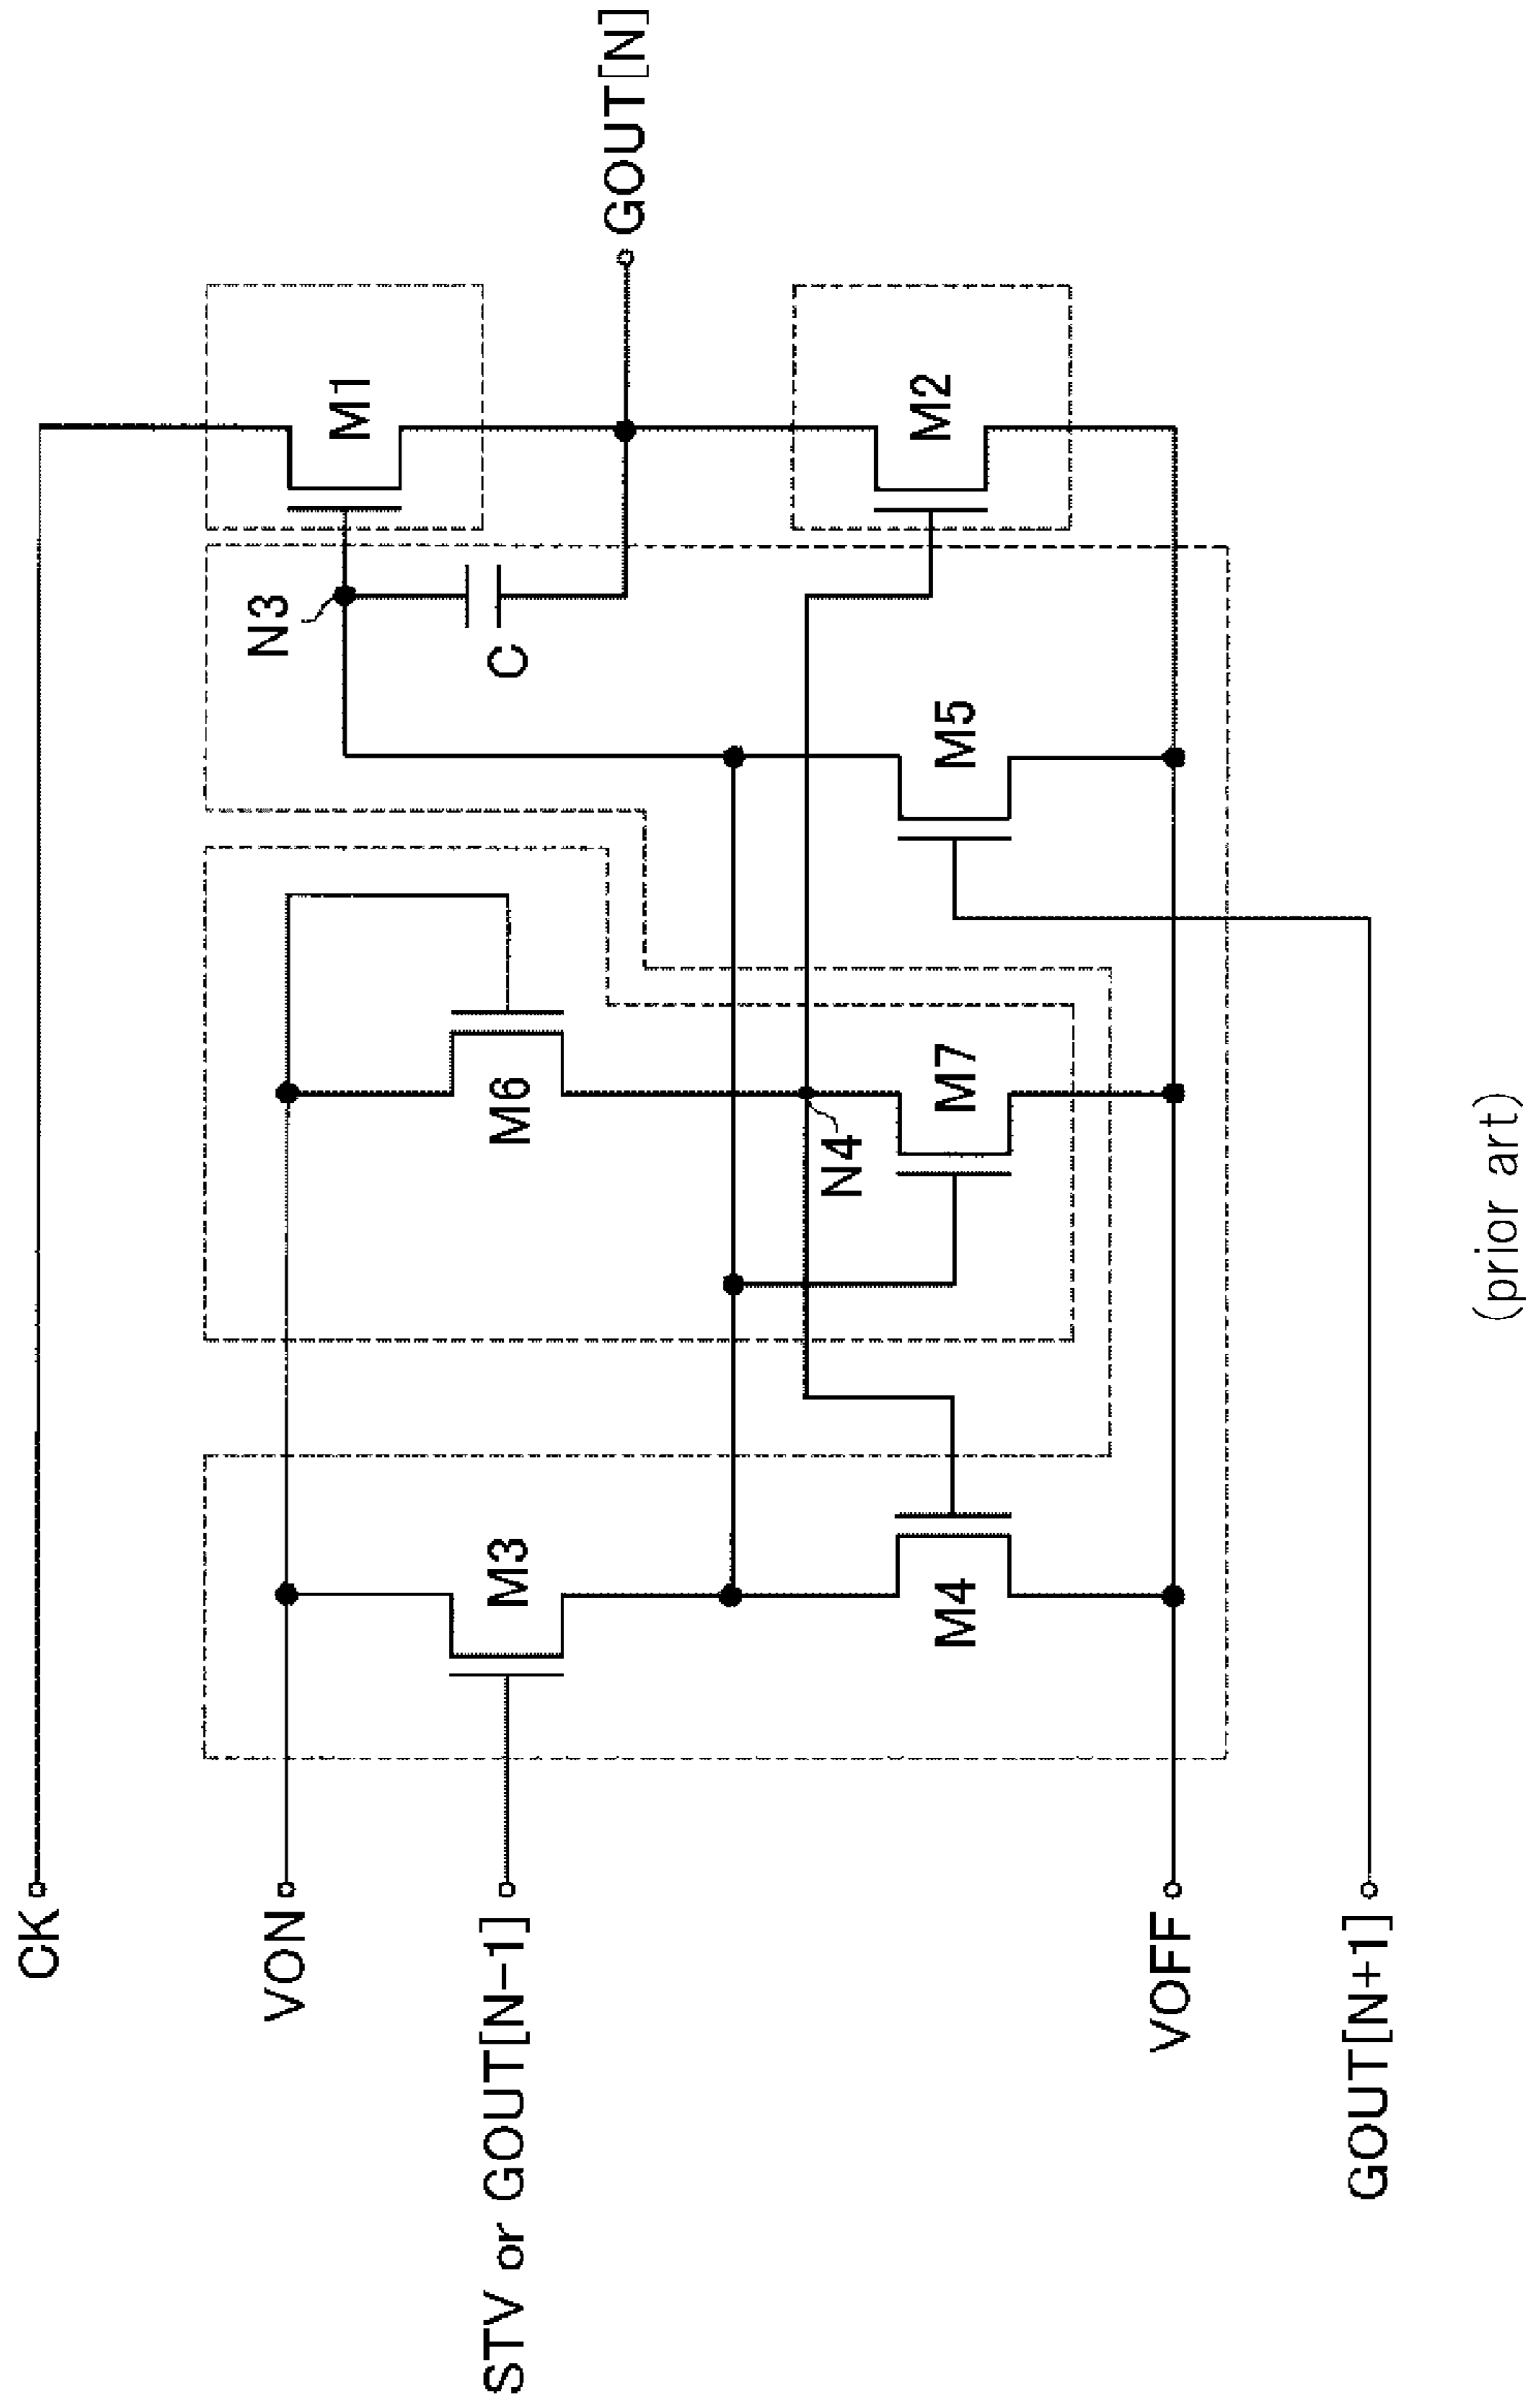 CK
VON
STV or GOUT[N-1]
VOFF
GOUT[N+1]
M3
M4
M6
N4
M7
M5
N3
C
M1
M2
GOUT[N]
(prior art)